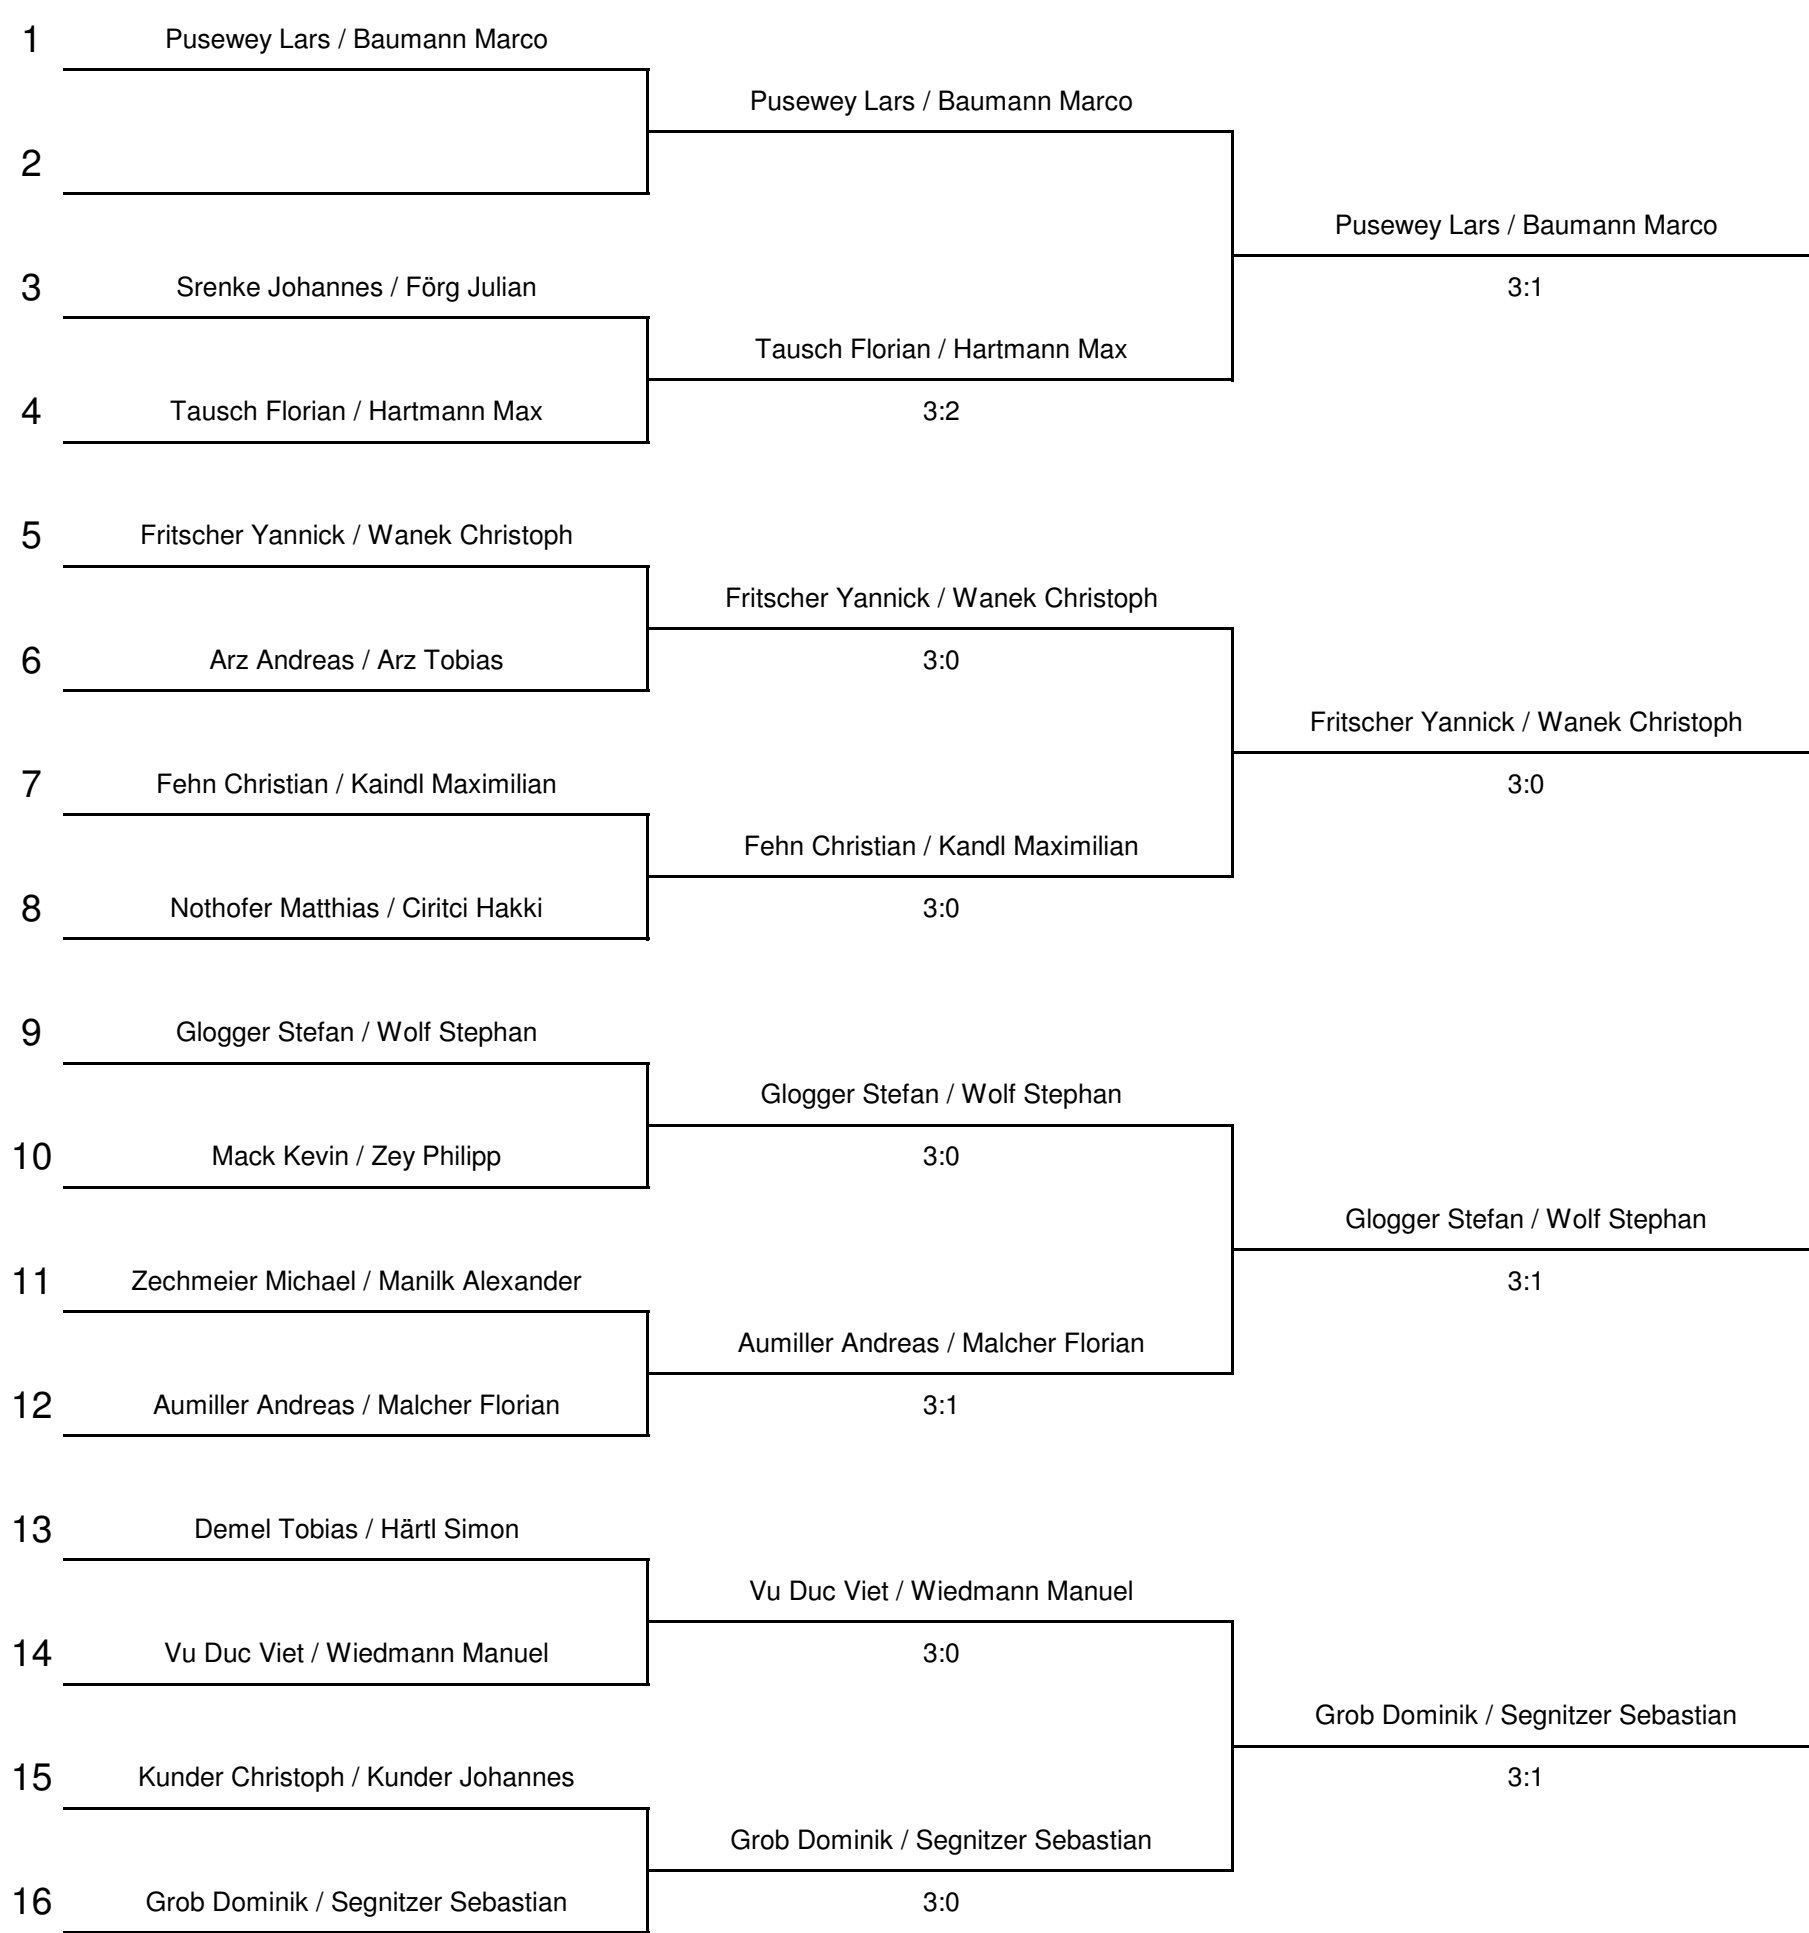 1 Pusewey Lars / Baumann Marco
Pusewey Lars / Baumann Marco
2
Pusewey Lars / Baumann Marco
3 Srenke Johannes / Förg Julian
3:1
Tausch Florian / Hartmann Max
4 Tausch Florian / Hartmann Max
3:2
5 Fritscher Yannick / Wanek Christoph
Fritscher Yannick / Wanek Christoph
6 Arz Andreas / Arz Tobias
3:0
Fritscher Yannick / Wanek Christoph
7 Fehn Christian / Kaindl Maximilian
3:0
Fehn Christian / Kandl Maximilian
8 Nothofer Matthias / Ciritci Hakki
3:0
9 Glogger Stefan / Wolf Stephan
Glogger Stefan / Wolf Stephan
10 Mack Kevin / Zey Philipp
3:0
Glogger Stefan / Wolf Stephan
11 Zechmeier Michael / Manilk Alexander
3:1
Aumiller Andreas / Malcher Florian
12 Aumiller Andreas / Malcher Florian
3:1
13 Demel Tobias / Härtl Simon
Vu Duc Viet / Wiedmann Manuel
14 Vu Duc Viet / Wiedmann Manuel
3:0
Grob Dominik / Segnitzer Sebastian
15 Kunder Christoph / Kunder Johannes
3:1
Grob Dominik / Segnitzer Sebastian
16 Grob Dominik / Segnitzer Sebastian
3:0